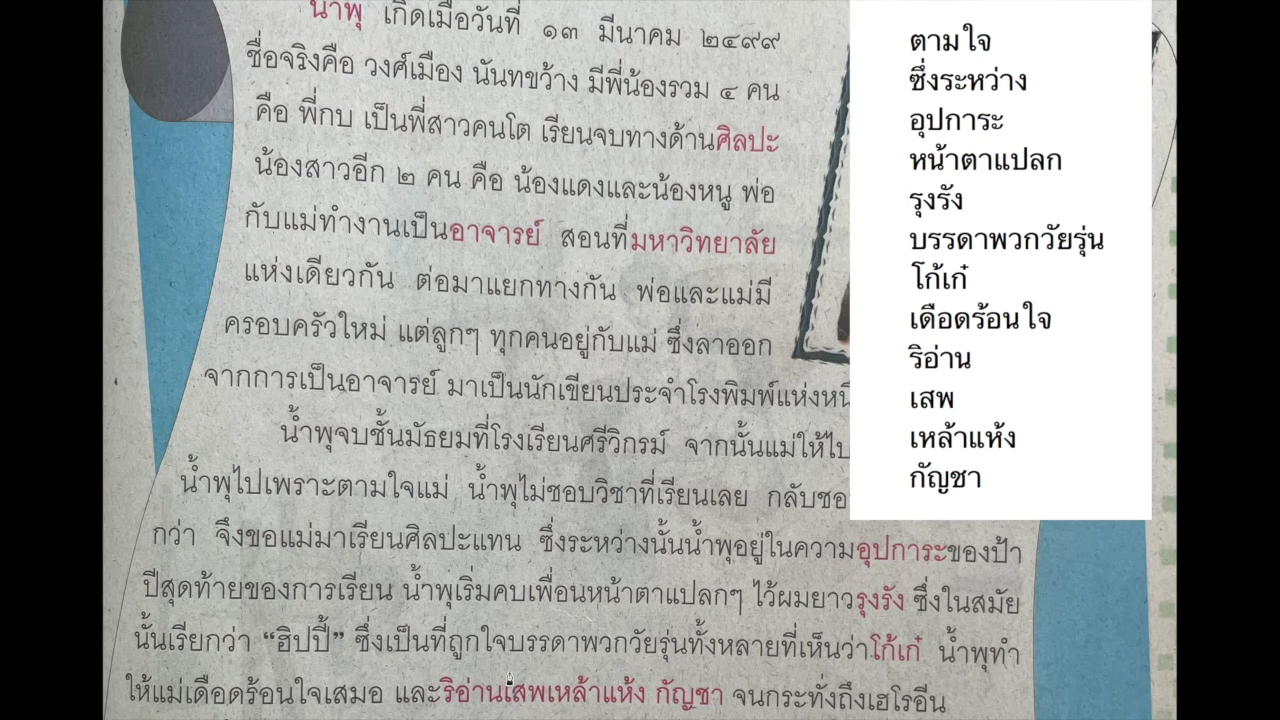 น้ำพุ เกิดเมื่อวันที่ ๑๓ มีนาคม ๒๔๙๙
ชื่อจริงคือ วงศ์เมือง นันทขว้าง มีพี่น้องรวม ๔ คน
คือ พี่กบ เป็นพี่สาวคนโต เรียนจบทางด้านศิลปะ
น้องสาวอีก ๒ คน คือ น้องแดงและน้องหนู พ่อ
กับแม่ทำงานเป็นอาจารย์ สอนที่มหาวิทยาลัย
แห่งเดียวกัน ต่อมาแยกทางกัน พ่อและแม่มี
ครอบครัวใหม่ แต่ลูกๆ ทุกคนอยู่กับแม่ ซึ่งลาออก
จากการเป็นอาจารย์ มาเป็นนักเขียนประจำโรงพิมพ์แห่ง
น้ำพุจบชั้นมัธยมที่โรงเรียนศรีวิกรม์ จากนั้นแม่ให้
น้ำพุไปเพราะตามใจแม่ น้ำพุไม่ชอบวิชาที่เรียนเลย กลับ
กว่า จึงขอแม่มาเรียนศิลปะแทน ซึ่งระหว่างนั้นน้ำพุอยู่ในความอุปการะของป้า
ปีสุดท้ายของการเรียน น้ำพุเริ่มคบเพื่อนหน้าตาแปลกๆ ไว้ผมยาวรุงรัง ซึ่งในสมัย
นั้นเรียกว่า “ฮิปปี้” ซึ่งเป็นที่ถูกใจบรรดาพวกวัยรุ่นทั้งหลายที่เห็นว่าโก้เก๋ น้ำพุทำ
ให้แม่เดือดร้อนใจเสมอ และริอ่านเสพเหล้าแห้ง กัญชา จนกระทั่งถึงเฮโรอีน
ตามใจ
ซึ่งระหว่าง
อุปการะ
หน้าตาแปลก
รุงรัง
บรรดาพวกวัยรุ่น
โก้เก๋
เดือดร้อนใจ
ริอ่าน
เสพ
เหล้าแห้ง
กัญชา